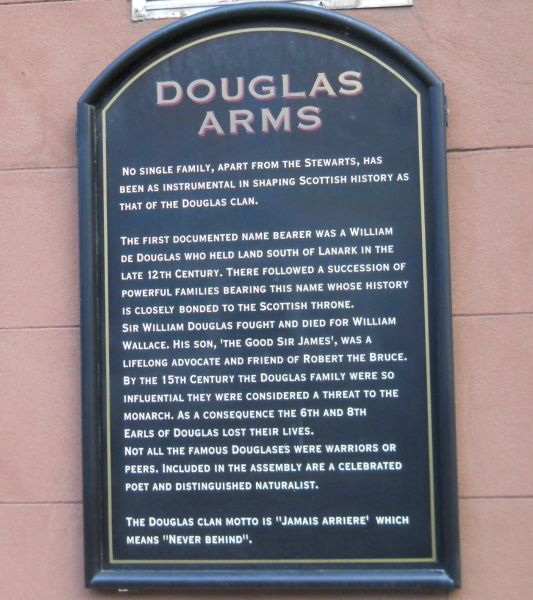 DOUGLAS
ARMS
NO SINGLE FAMILY, APART FROM THE STEWARTS, HAS
BEEN AS INSTRUMENTAL IN SHAPING SCOTTISH HISTORY AS
THAT OF THE DOUGLAS CLAN.
THE FIRST DOCUMENTED NAME BEARER WAS A WILLIAM
DE DOUGLAS WHO HELD LAND SOUTH OF LANARK IN THE
LATE 12TH CENTURY. THERE FOLLOWED A SUCCESSION OF
POWERFUL FAMILIES BEARING THIS NAME WHOSE HISTORY
IS CLOSELY BONDED TO THE SCOTTISH THRONE.
SIR WILLIAM DOUGLAS FOUGHT AND DIED FOR WILLIAM
WALLACE. HIS SON, 'THE GOOD SIR JAMES', WAS A
LIFELONG ADVOCATE AND FRIEND OF ROBERT THE BRUCE.
BY THE 15TH CENTURY THE DOUGLAS FAMILY WERE SO
INFLUENTIAL THEY WERE CONSIDERED A THREAT TO THE
MONARCH. AS A CONSEQUENCE THE 6TH AND 8TH
EARLS OF DOUGLAS LOST THEIR LIVES.
NOT ALL THE FAMOUS DOUGLASES WERE WARRIORS OR
PEERS. INCLUDED IN THE ASSEMBLY ARE A CELEBRATED
POET AND DISTINGUISHED NATURALIST.
THE DOUGLAS CLAN MOTTO IS "JAMAIS ARRIERE' WHICH
MEANS "NEVER BEHIND".